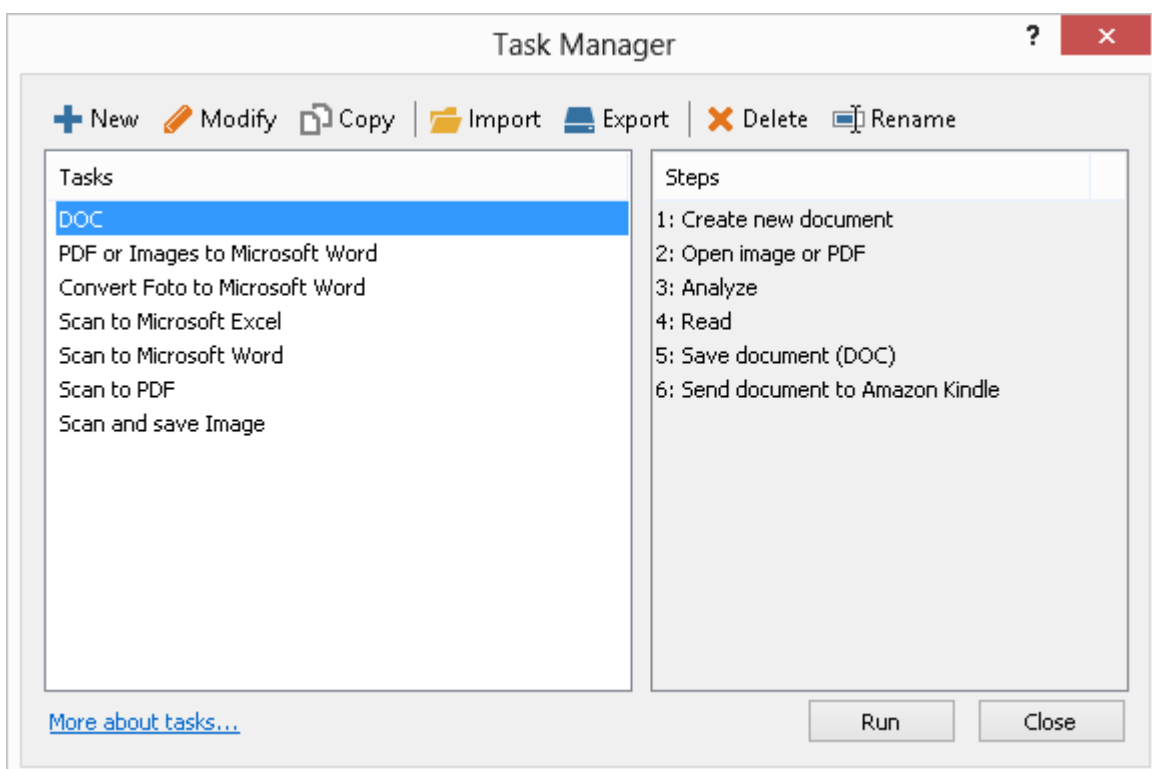 Task Manager ?
New Modify Copy Import Export Delete Rename
Tasks
DOC
PDF or Images to Microsoft Word
Convert Foto to Microsoft Word
Scan to Microsoft Excel
Scan to Microsoft Word
Scan to PDF
Scan and save Image
Steps
1: Create new document
2: Open image or PDF
3: Analyze
4: Read
5: Save document (DOC)
6: Send document to Amazon Kindle
More about tasks...
Run Close